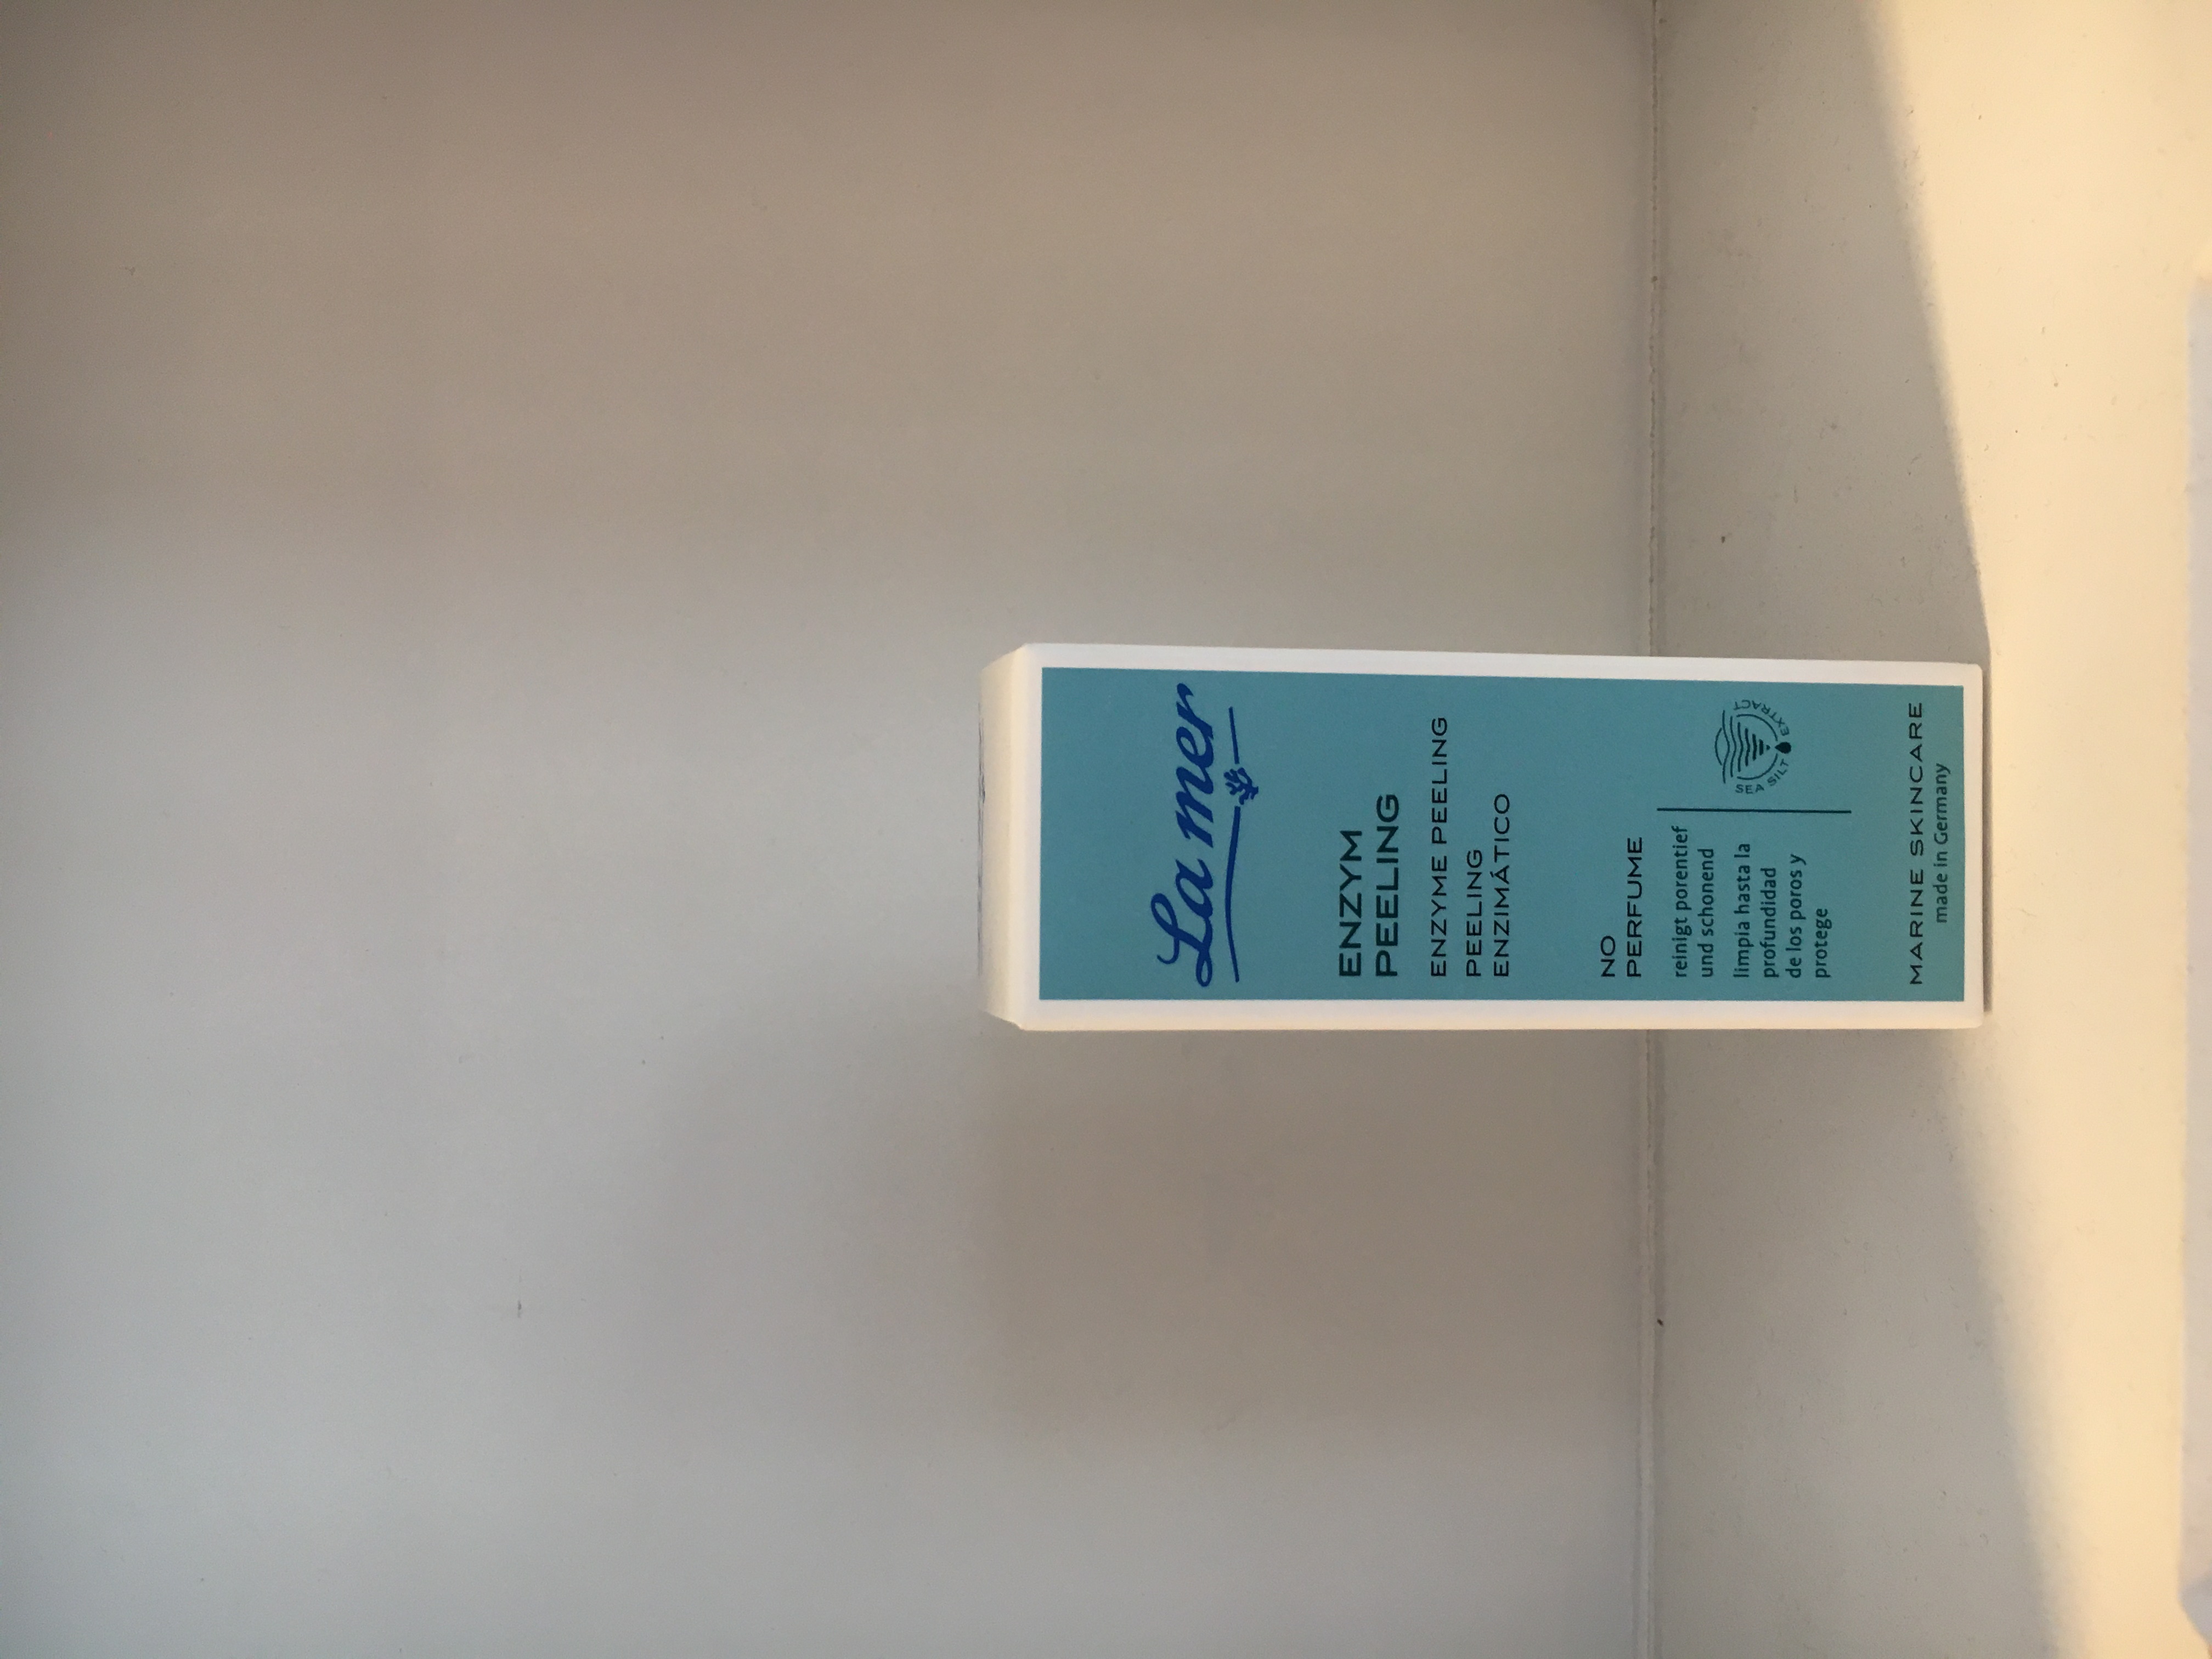 La mer
ENZYM
PEELING
ENZYME PEELING
PEELING
ENZIMÁTICO
NO
PERFUME
reinigt porentief
und schonend
limpia hasta la
profundidad
de los poros y
protege
SEA SILT EXTRACT
MARINE SKINCARE
made in Germany